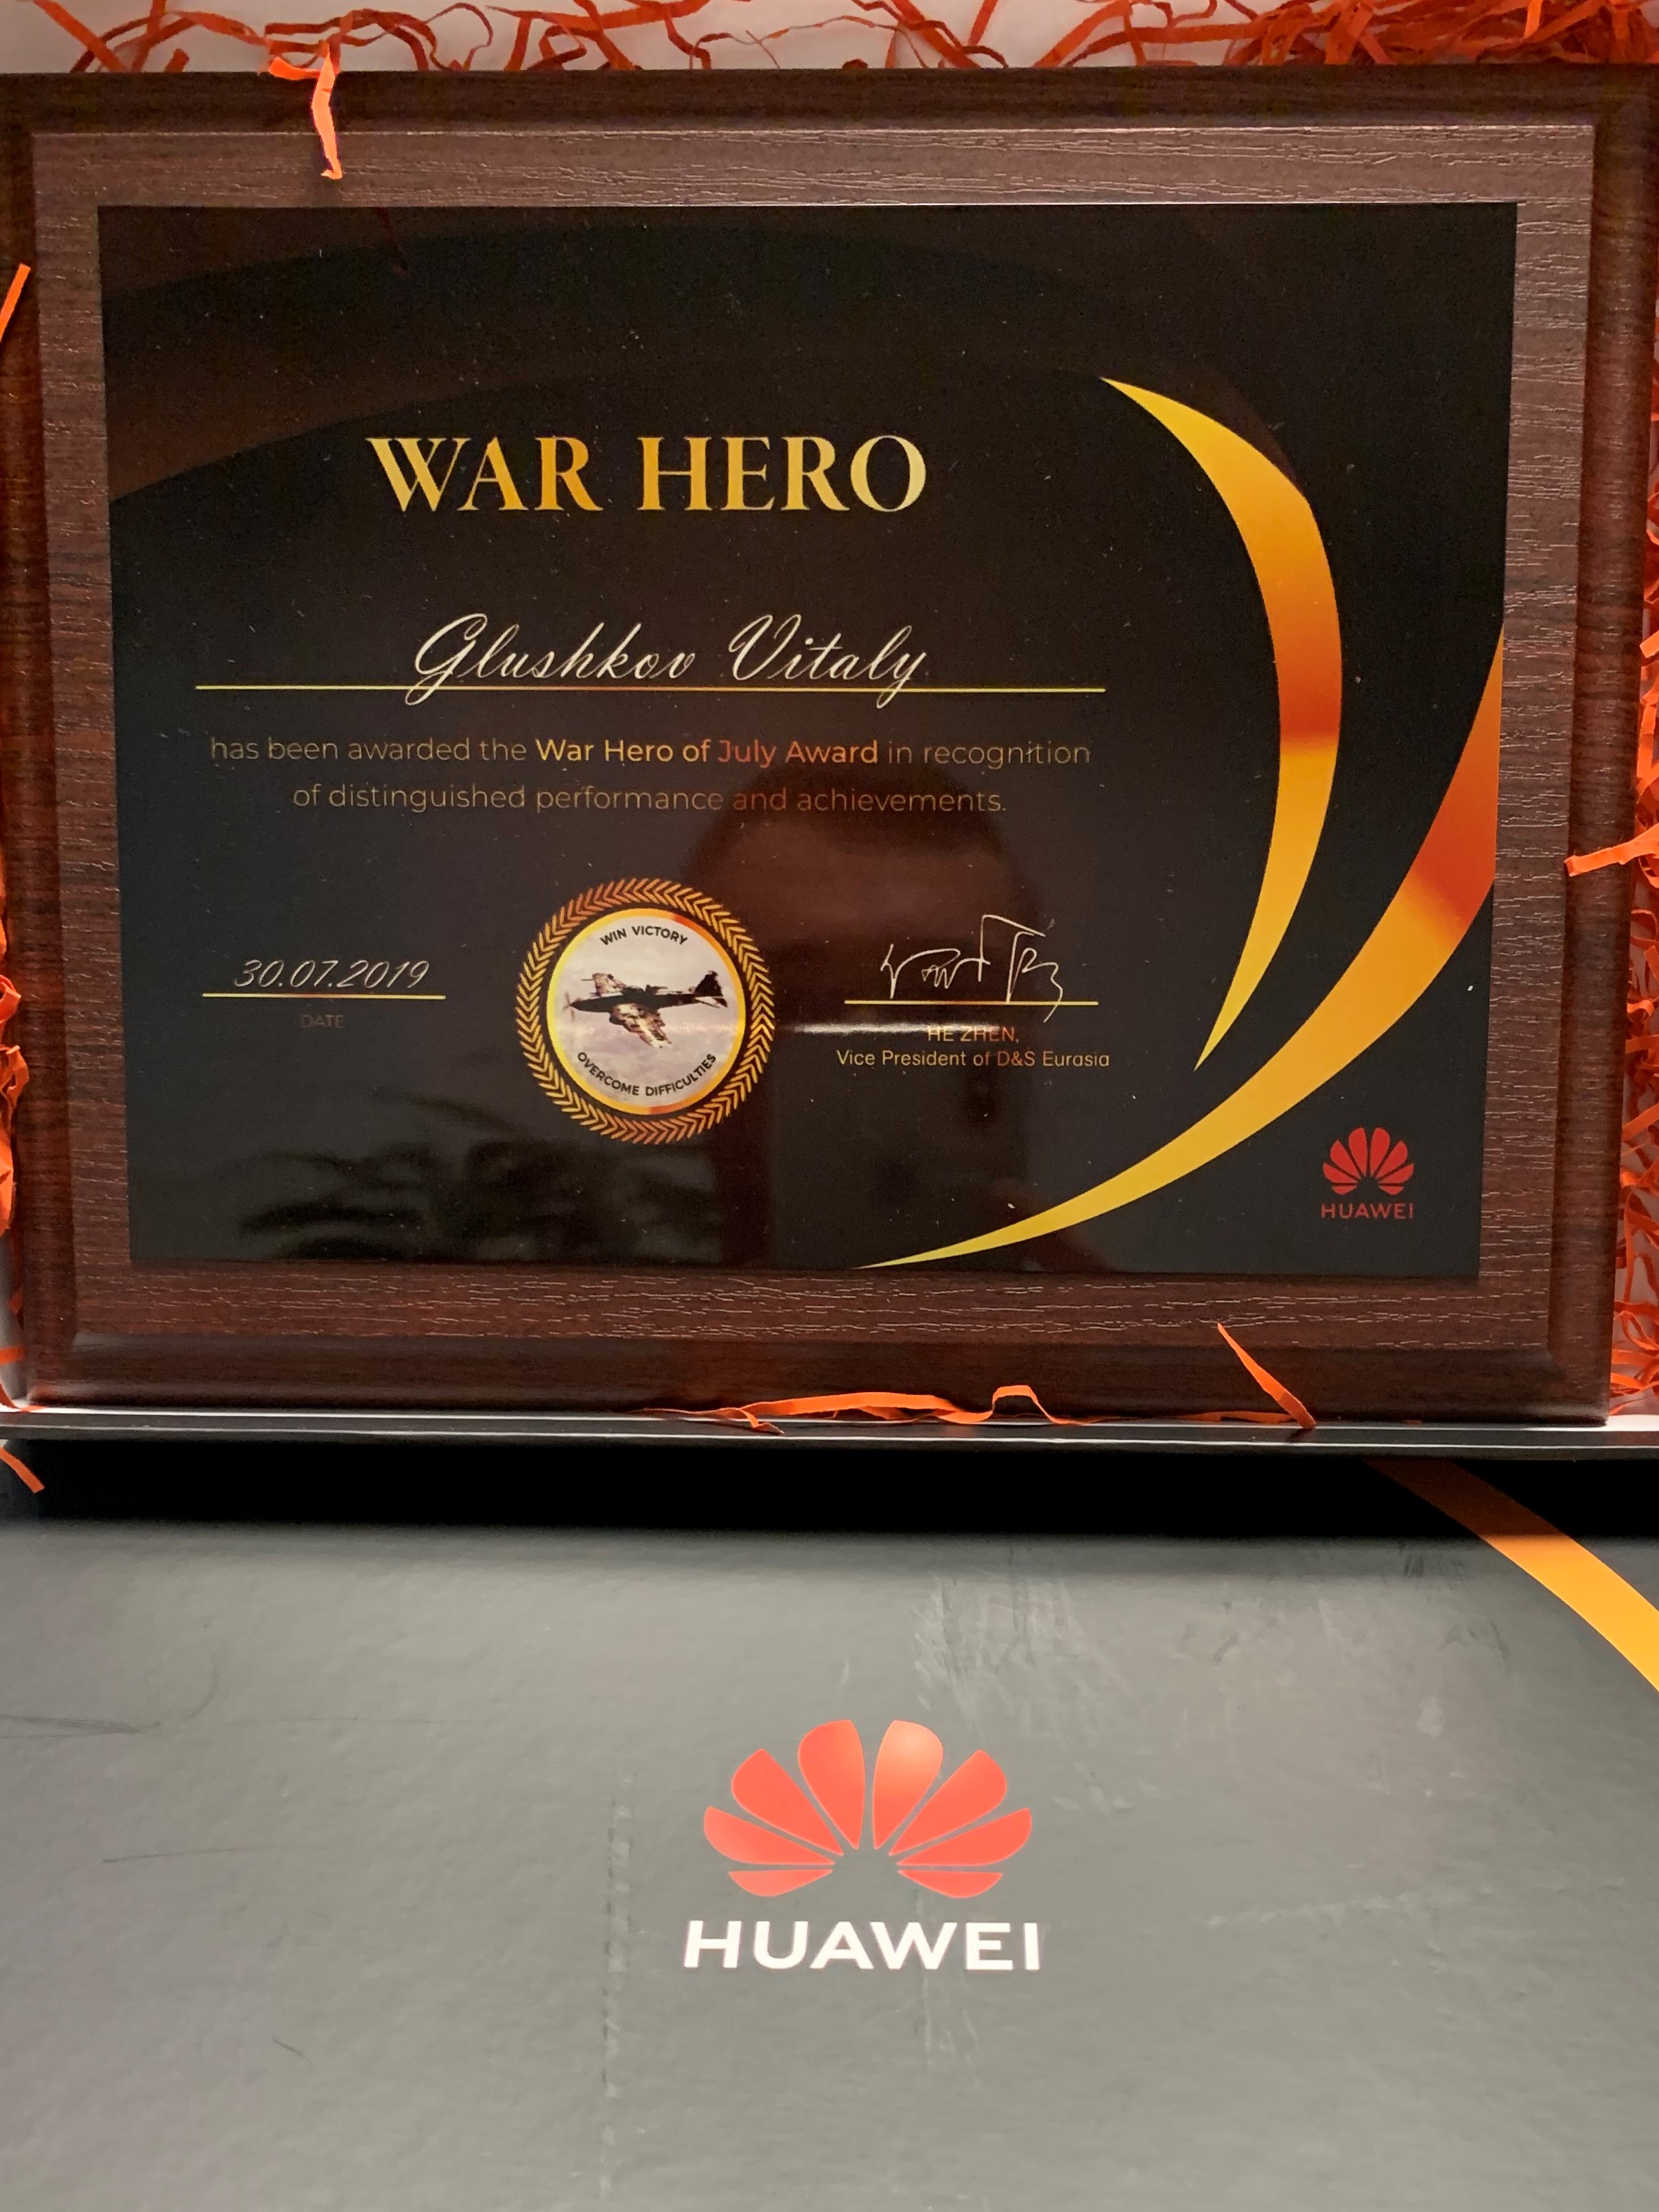 WAR HERO
Glushkov Vitaly
has been awarded the War Hero of July Award in recognition
of distinguished performance and achievements.
WIN VICTORY
OVERCOME DIFFICULTIES
30.07.2019
DATE
HE ZHEN,
Vice President of D&S Eurasia
HUAWEI
HUAWEI